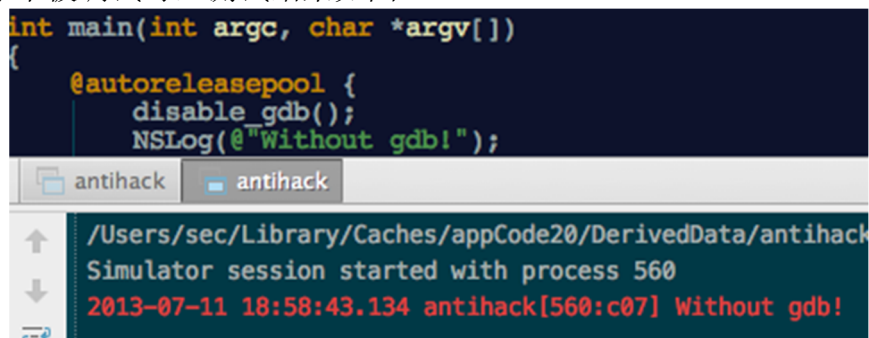 int main(int argc, char *argv[])
{
@autoreleasepool {
disable_gdb();
NSLog(@"Without gdb!");
antihack antihack
/Users/sec/Library/Caches/appCode20/DerivedData/antihack
Simulator session started with process 560
2013-07-11 18:58:43.134 antihack[560:c07] Without gdb!